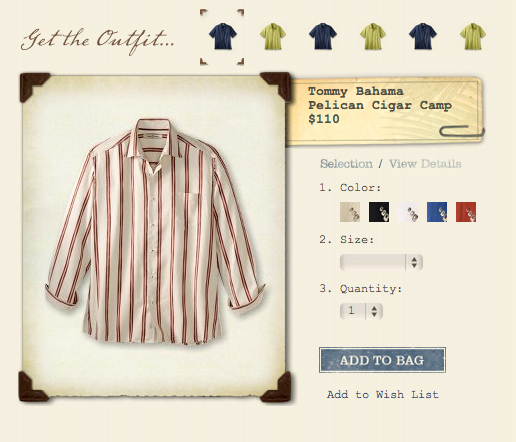 Get the Outfit...
Tommy Bahama
Pelican Cigar Camp
$110
Selection / View Details
1. Color:
2. Size:
3. Quantity:
1
ADD TO BAG
Add to Wish List